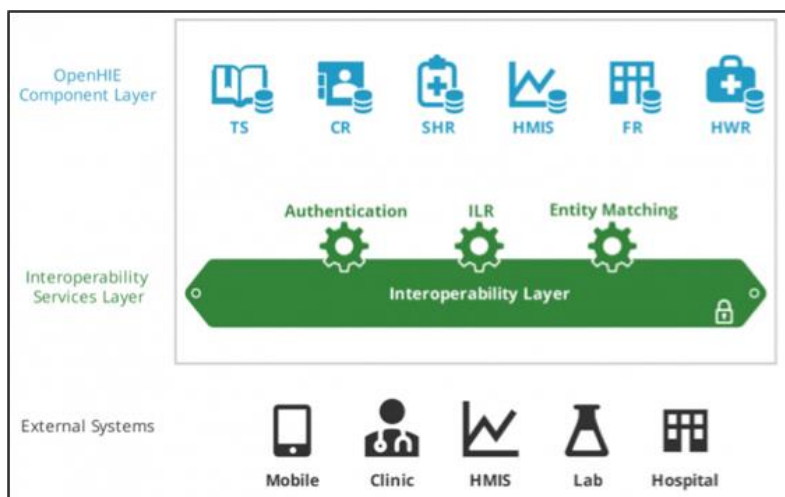 OpenHIE
Component Layer
TS
CR
SHR
HMIS
FR
HWR
Authentication
ILR
Entity Matching
Interoperability
Services Layer
Interoperability Layer
External Systems
Mobile
Clinic
HMIS
Lab
Hospital